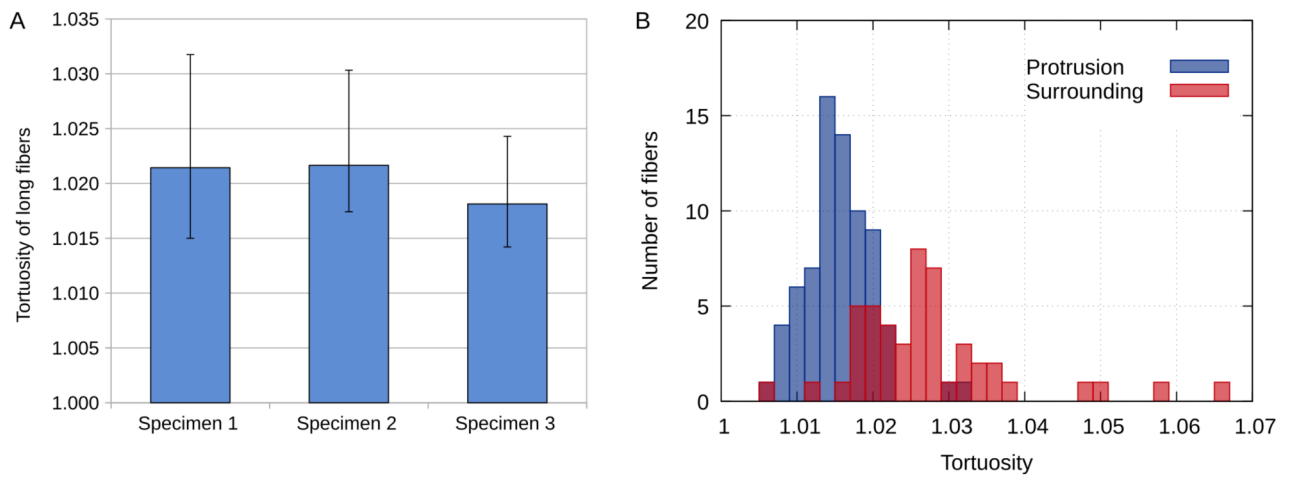 A
1.035
1.030
1.025
1.020
1.015
1.010
1.005
1.000
Tortuosity of long fibers
Specimen 1 Specimen 2 Specimen 3
B
20
15
10
5
0
Number of fibers
Protrusion
Surrounding
1 1.01 1.02 1.03 1.04 1.05 1.06 1.07
Tortuosity